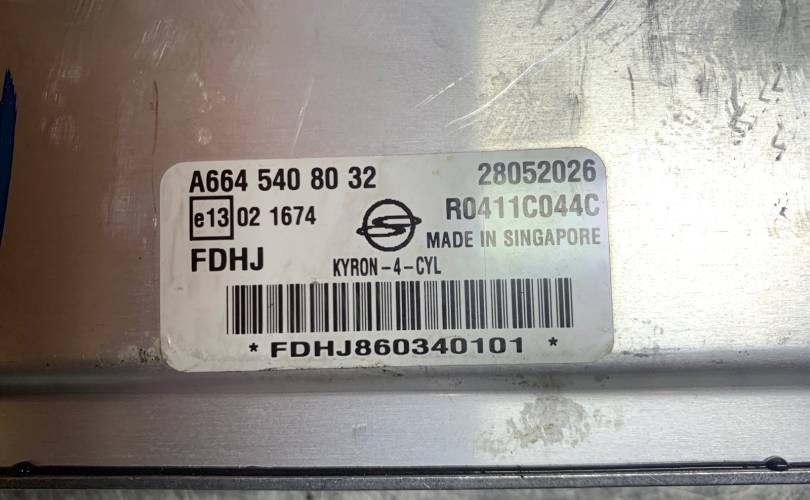 A664 540 80 32 28052026
e13 02 1674 R0411C044C
MADE IN SINGAPORE
FDHJ KYRON-4-CYL
* FDHJ860340101 *